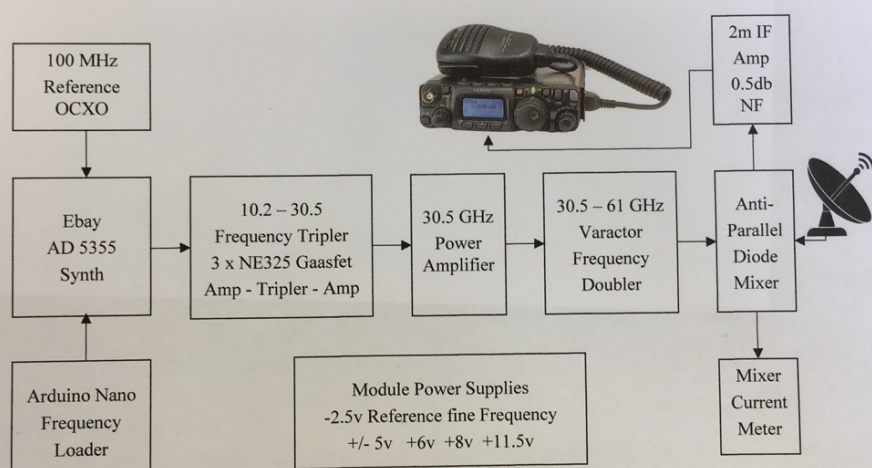 100 MHz
Reference
OCXO
2m IF
Amp
0.5db
NF
Ebay
AD 5355
Synth
10.2 – 30.5
Frequency Tripler
3 x NE325 Gaasfet
Amp - Tripler - Amp
30.5 GHz
Power
Amplifier
30.5 – 61 GHz
Varactor
Frequency
Doubler
Anti-
Parallel
Diode
Mixer
Arduino Nano
Frequency
Loader
Module Power Supplies
-2.5v Reference fine Frequency
+/- 5v +6v +8v +11.5v
Mixer
Current
Meter